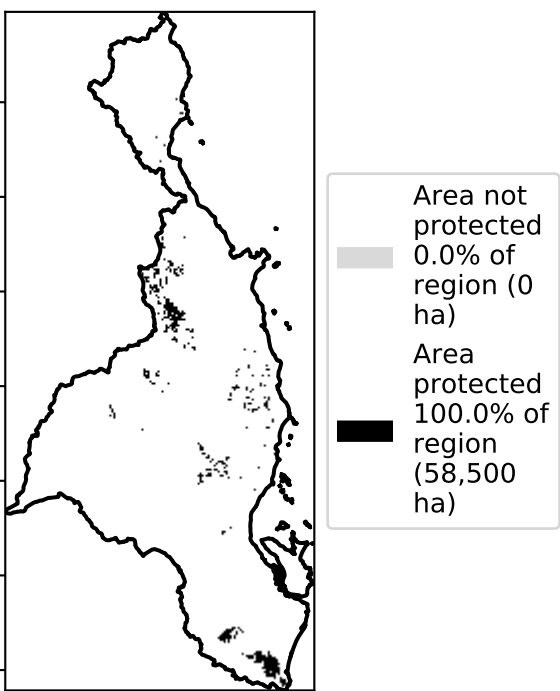 Area not
protected
0.0% of
region (0
ha)
Area
protected
100.0% of
region
(58,500
ha)